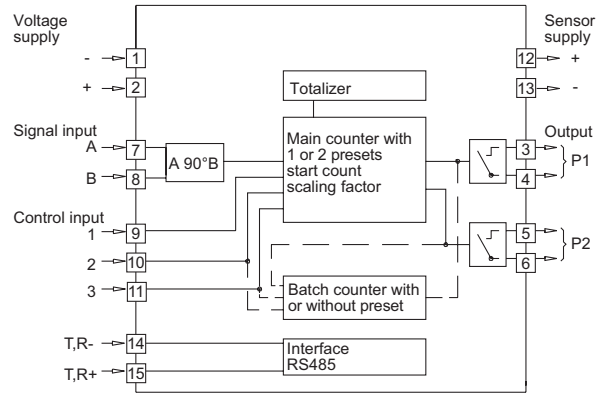 Voltage
supply
- 1
+ 2
Sensor
supply
12 +
13 -
Totalizer
Signal input
A 7
B 8
A 90°B
Main counter with
1 or 2 presets
start count
scaling factor
Output
3
4
P1
Control input
1 9
2 10
3 11
5
6
P2
Batch counter with
or without preset
T,R- 14
T,R+ 15
Interface
RS485